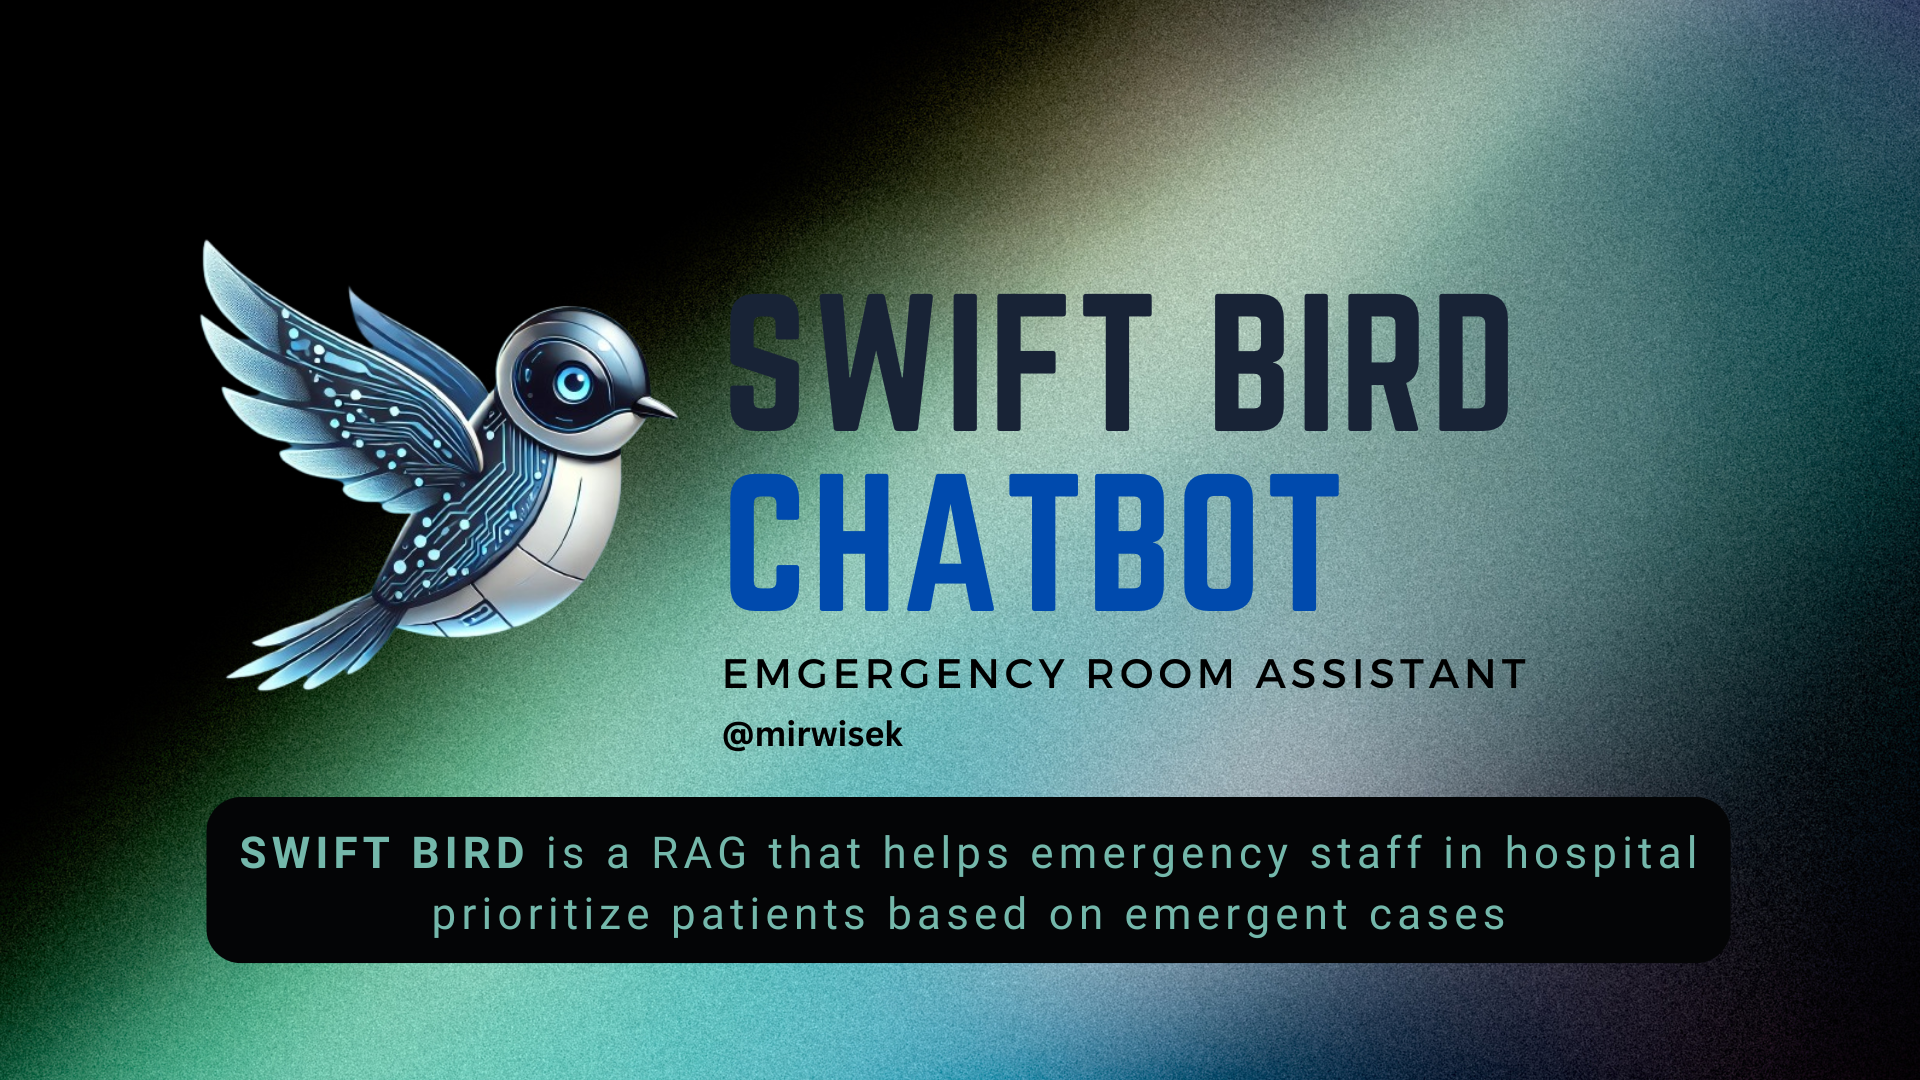 SWIFT BIRD
CHATBOT
EMGERGENCY ROOM ASSISTANT
@mirwisek
SWIFT BIRD is a RAG that helps emergency staff in hospital
prioritize patients based on emergent cases